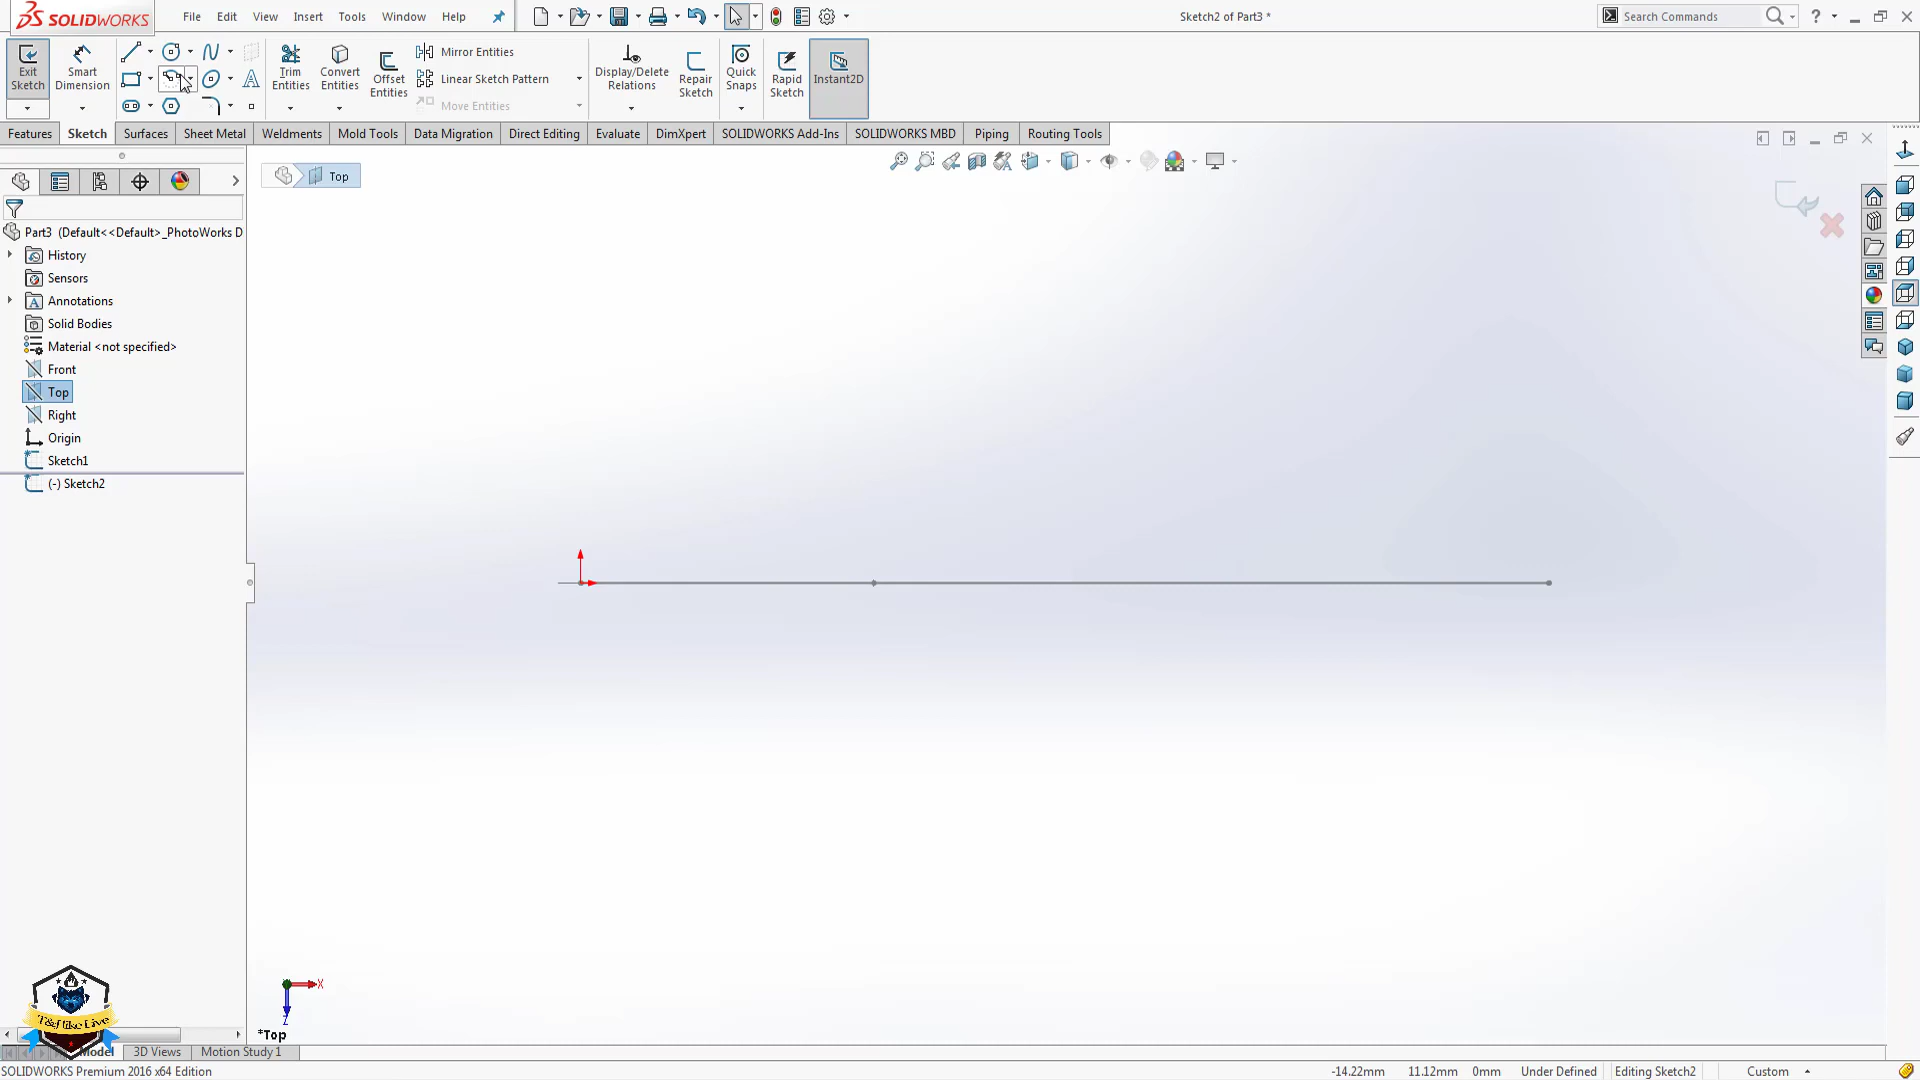 SOLIDWORKS
File Edit View Insert Tools Window Help
Sketch2 of Part3 *
Search Commands
Exit Sketch
Smart Dimension
Trim Entities
Convert Entities
Offset Entities
Mirror Entities
Linear Sketch Pattern
Move Entities
Display/Delete Relations
Repair Sketch
Quick Snaps
Rapid Sketch
Instant2D
Features Sketch Surfaces Sheet Metal Weldments Mold Tools Data Migration Direct Editing Evaluate DimXpert SOLIDWORKS Add-Ins SOLIDWORKS MBD Piping Routing Tools
Top
Part3 (Default<<Default>_PhotoWorks D
History
Sensors
Annotations
Solid Bodies
Material <not specified>
Front
Top
Right
Origin
Sketch1
(-) Sketch2
X
Z
*Top
T&f like Live
Model 3D Views Motion Study 1
SOLIDWORKS Premium 2016 x64 Edition
-14.22mm 11.12mm 0mm Under Defined Editing Sketch2 Custom